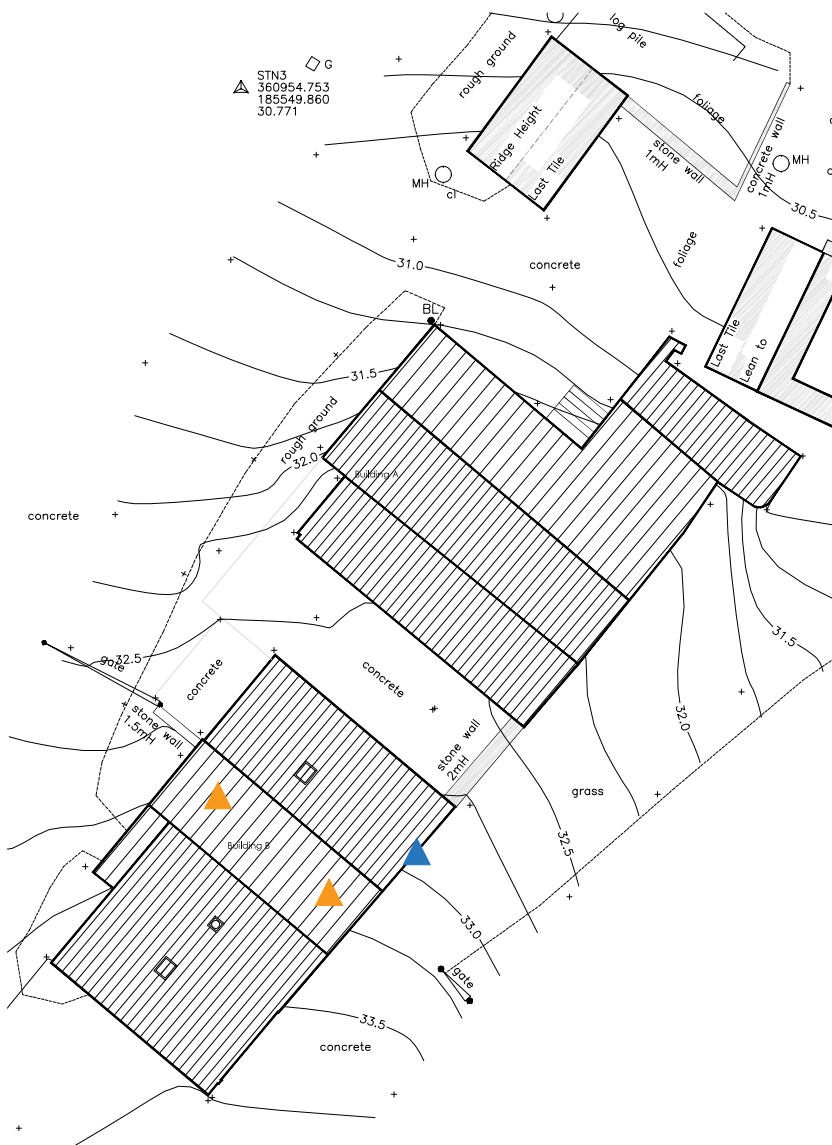 log pile
rough ground
G
STN3
360954.753
185549.860
30.771
foliage
Ridge Height
concrete wall
1mH
stone wall
1mH
MH
MH
cl
Last Tile
30.5
foliage
31.0
concrete
BL
Last Tile
Lean to
31.5
rough ground
32.0
Building A
concrete
31.5
32.5
gate
concrete
concrete
32.0
stone wall
1.5mH
stone wall
2mH
grass
32.5
Building B
33.0
gate
33.5
concrete